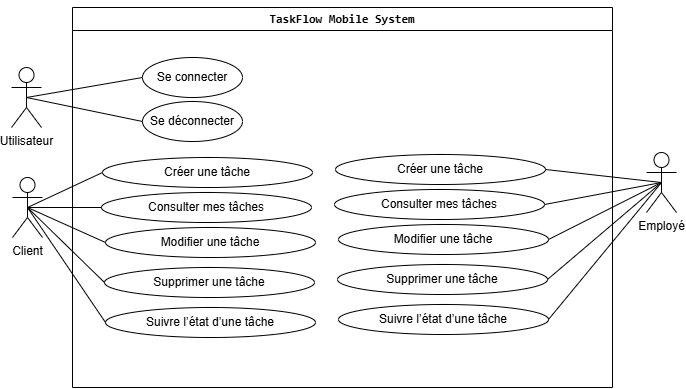 TaskFlow Mobile System
Se connecter
Se déconnecter
Utilisateur
Créer une tâche
Consulter mes tâches
Modifier une tâche
Supprimer une tâche
Suivre l'état d'une tâche
Client
Créer une tâche
Consulter mes tâches
Modifier une tâche
Supprimer une tâche
Suivre l'état d'une tâche
Employé